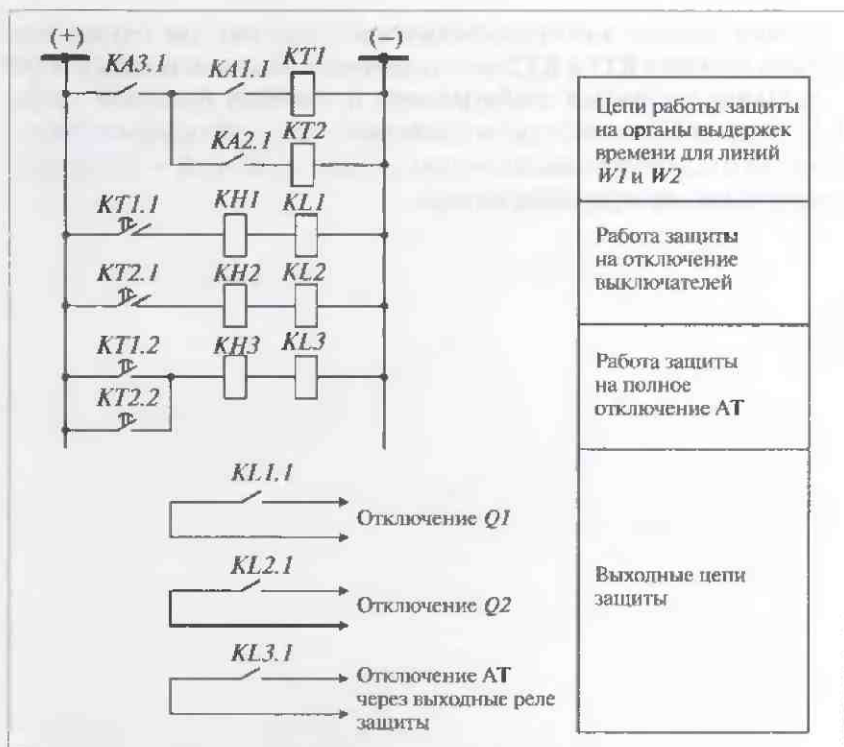 (+) (−)
KA3.1 KA1.1 KT1
KA2.1 KT2
KT1.1 KH1 KL1
KT2.1 KH2 KL2
KT1.2 KH3 KL3
KT2.2
Цепи работы защиты
на органы выдержек
времени для линий
W1 и W2
Работа защиты
на отключение
выключателей
Работа защиты
на полное
отключение АТ
KL1.1
Отключение Q1
KL2.1
Отключение Q2
KL3.1
Отключение АТ
через выходные реле
защиты
Выходные цепи
защиты